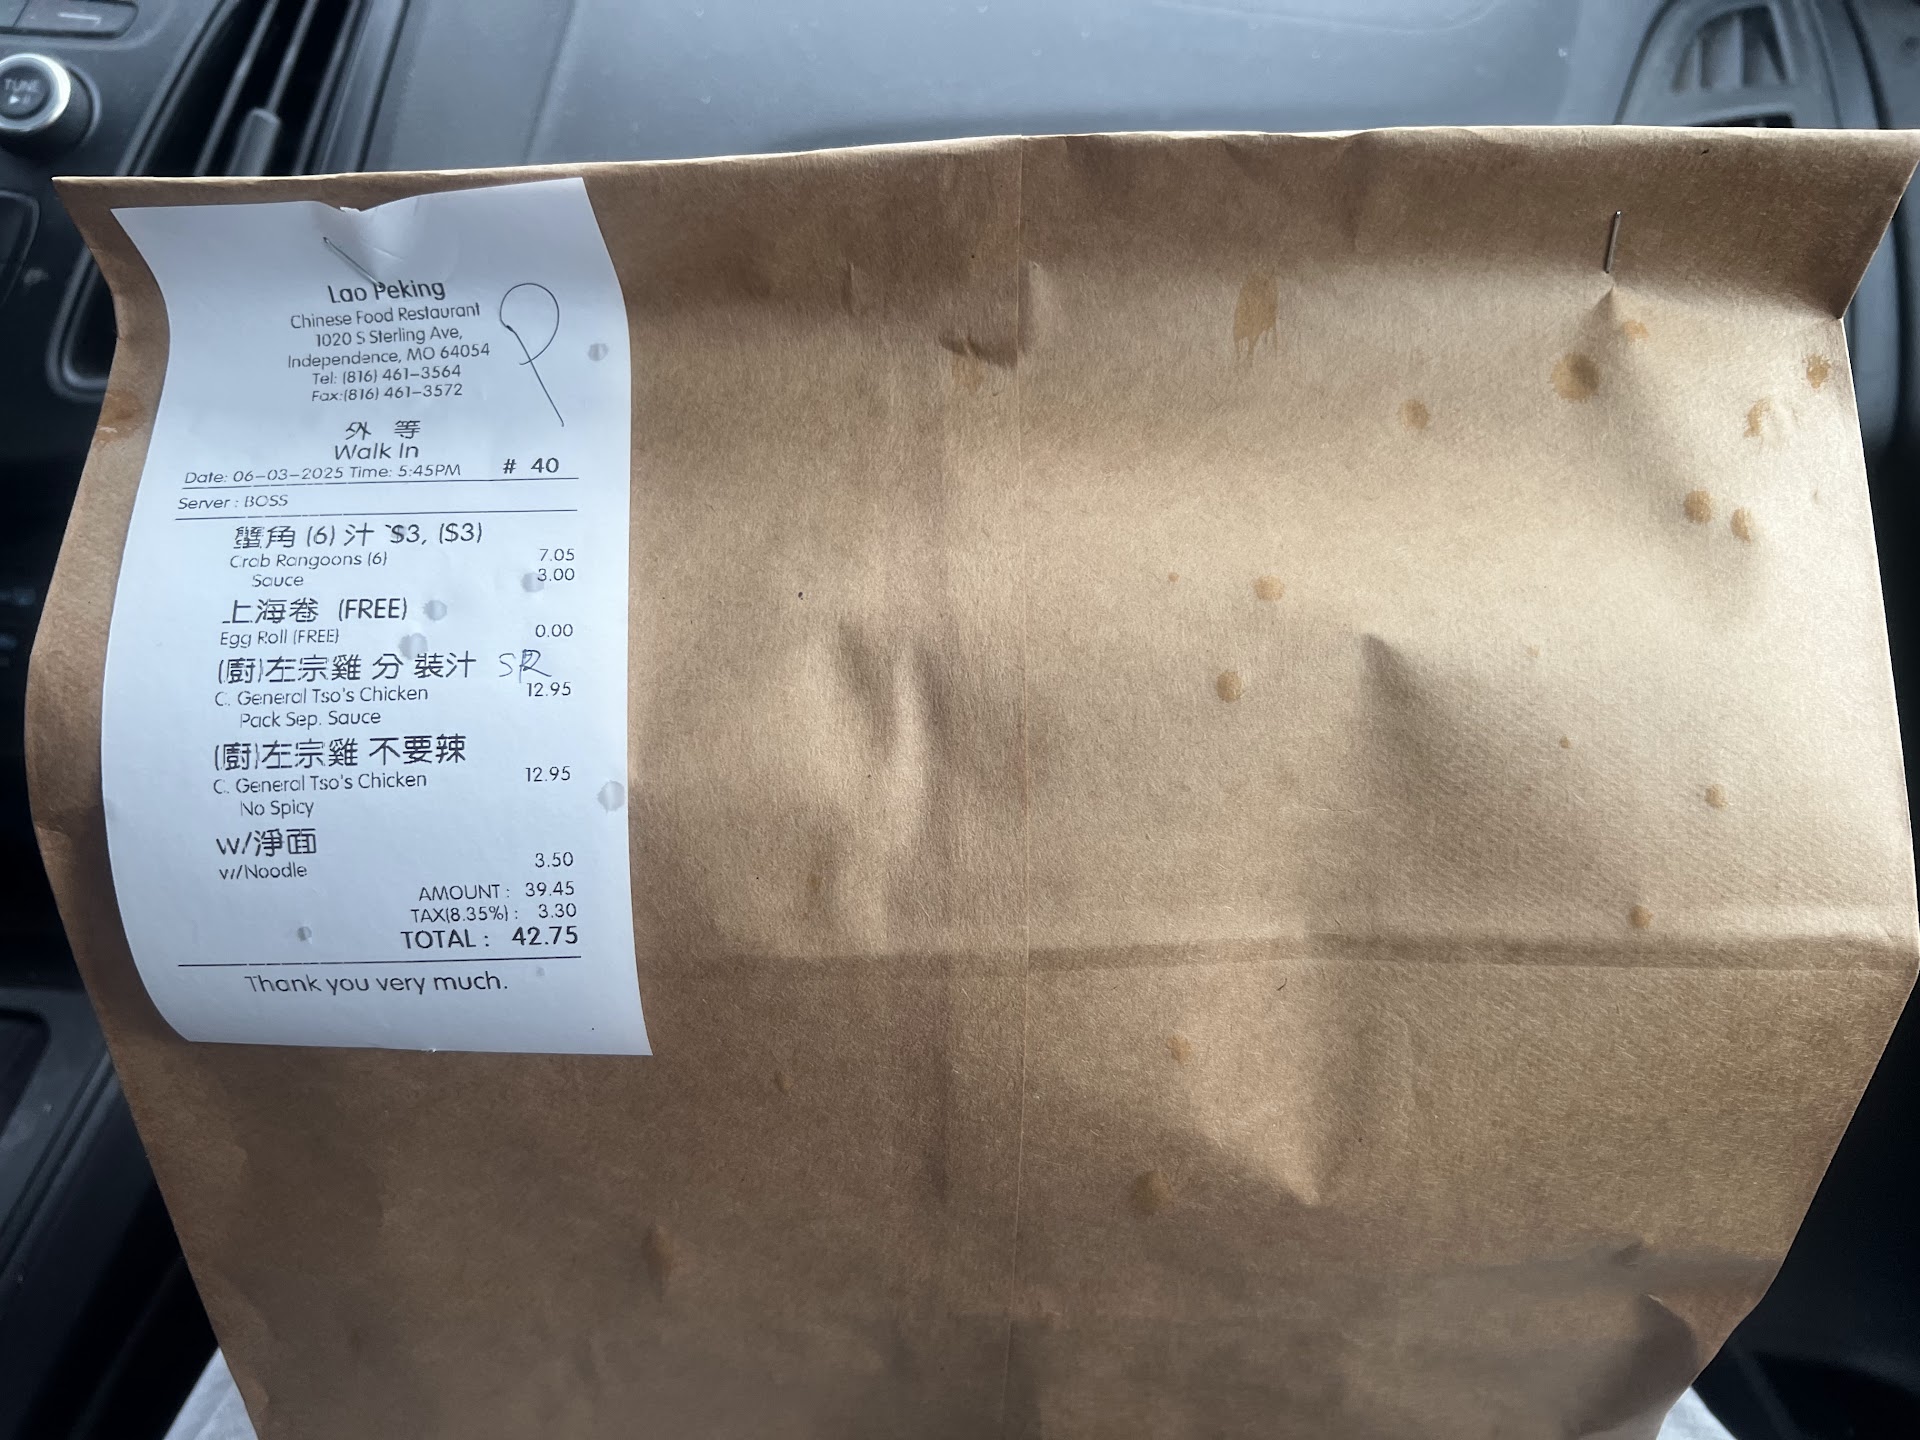 TUNE
Lao Peking
Chinese Food Restaurant
1020 S Sterling Ave,
Independence, MO 64054
Tel: (816) 461-3564
Fax:(816) 461-3572
外 等
Walk In
Date: 06-03-2025 Time: 5:45PM # 40
Server : BOSS
蟹角 (6) 汁 $3, ($3)
Crab Rangoons (6) 7.05
Sauce 3.00
上海卷 (FREE)
Egg Roll (FREE) 0.00
(廚)左宗雞 分 裝汁
C. General Tso's Chicken 12.95
Pack Sep. Sauce
(廚)左宗雞 不要辣
C. General Tso's Chicken 12.95
No Spicy
w/淨面
w/Noodle 3.50
AMOUNT : 39.45
TAX(8.35%) : 3.30
TOTAL : 42.75
Thank you very much.